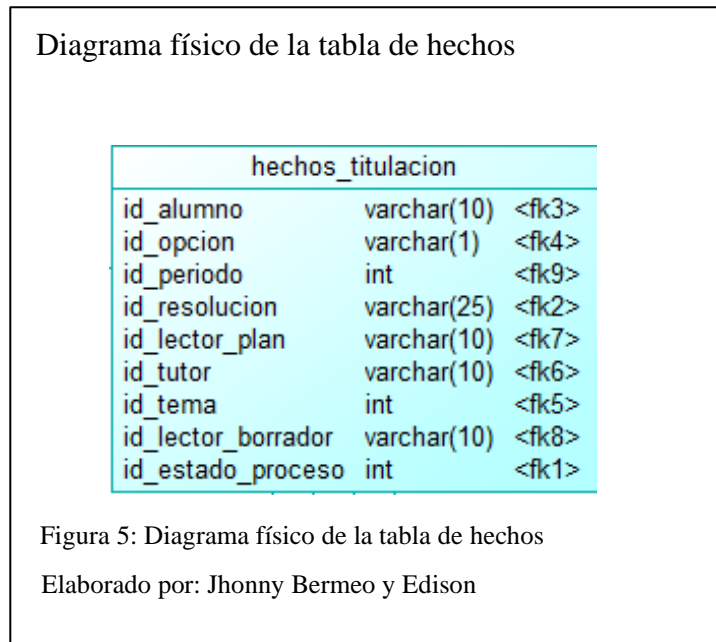 Diagrama físico de la tabla de hechos
hechos_titulacion
id_alumno varchar(10) <fk3>
id_opcion varchar(1) <fk4>
id_periodo int <fk9>
id_resolucion varchar(25) <fk2>
id_lector_plan varchar(10) <fk7>
id_tutor varchar(10) <fk6>
id_tema int <fk5>
id_lector_borrador varchar(10) <fk8>
id_estado_proceso int <fk1>
Figura 5: Diagrama físico de la tabla de hechos
Elaborado por: Jhonny Bermeo y Edison